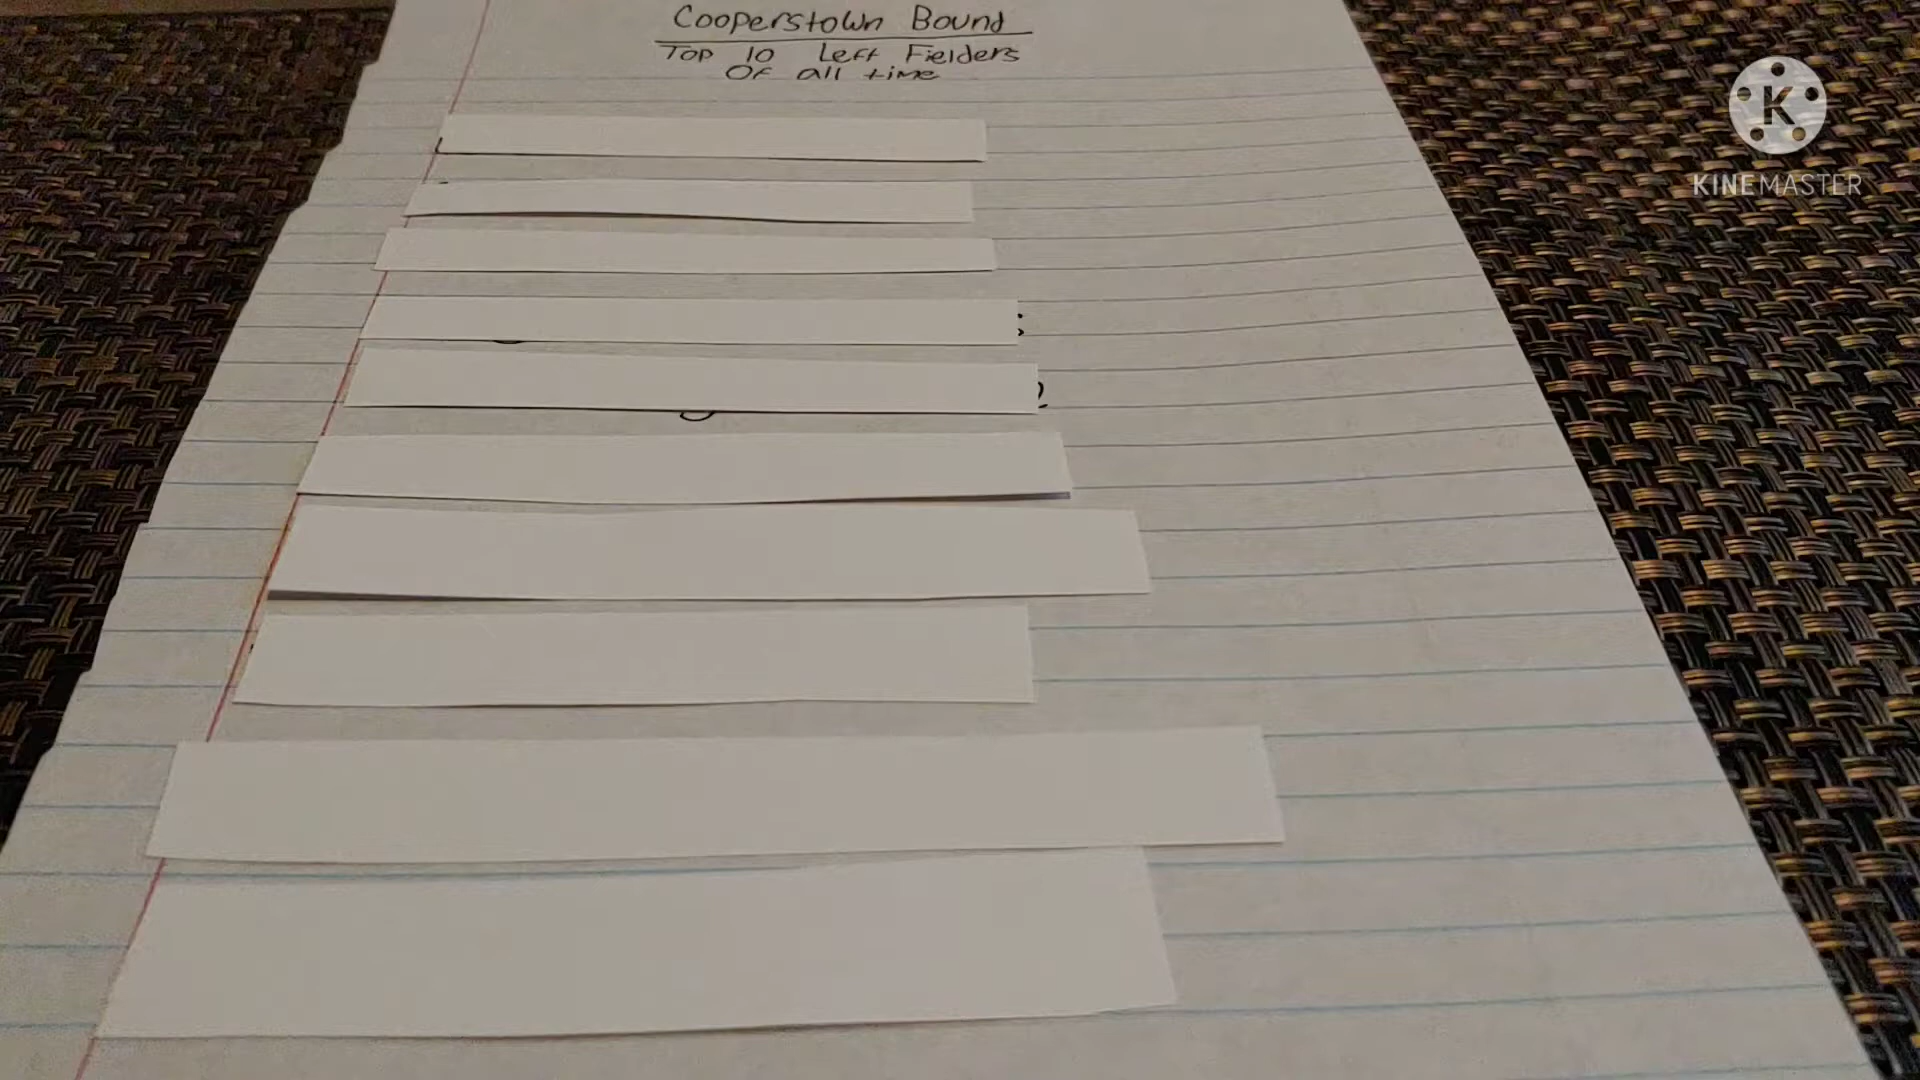 Cooperstown Bound
Top 10 Left Fielders
Of all time
K
KINEMASTER